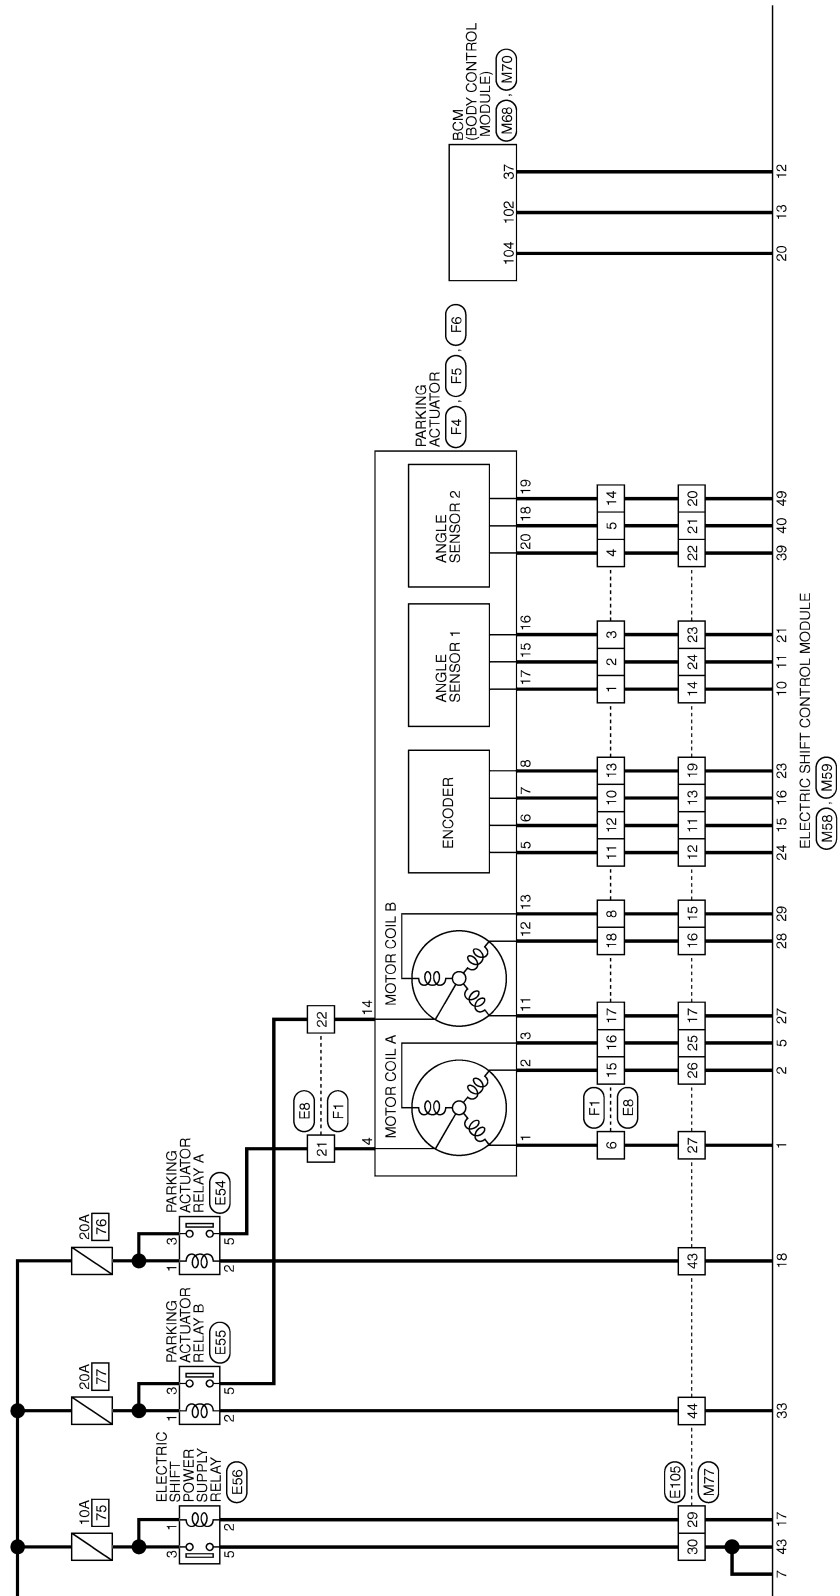 10A
75
ELECTRIC
SHIFT
POWER
SUPPLY
RELAY
E56
3 1
5 2
20A
77
PARKING
ACTUATOR
RELAY B
E55
1 3
2 5
20A
76
PARKING
ACTUATOR
RELAY A
E54
1 3
2 5
21 22
E8
F1
4 14
PARKING
ACTUATOR
F4 , F5 , F6
MOTOR COIL A
MOTOR COIL B
ENCODER
ANGLE
SENSOR 1
ANGLE
SENSOR 2
1 2 3 11 12 13 5 6 7 8 17 15 16 20 18 19
F1
E8
6 15 16 17 18 8 11 12 10 13 1 2 3 4 5 14
E105
M77
30 29 44 43 27 26 25 17 16 15 12 11 13 19 14 24 23 22 21 20
BCM
(BODY CONTROL
MODULE)
M68 , M70
104 102 37
7 43 17 33 18 1 2 5 27 28 29 24 15 16 23 10 11 21 39 40 49 20 13 12
ELECTRIC SHIFT CONTROL MODULE
M58 , M59